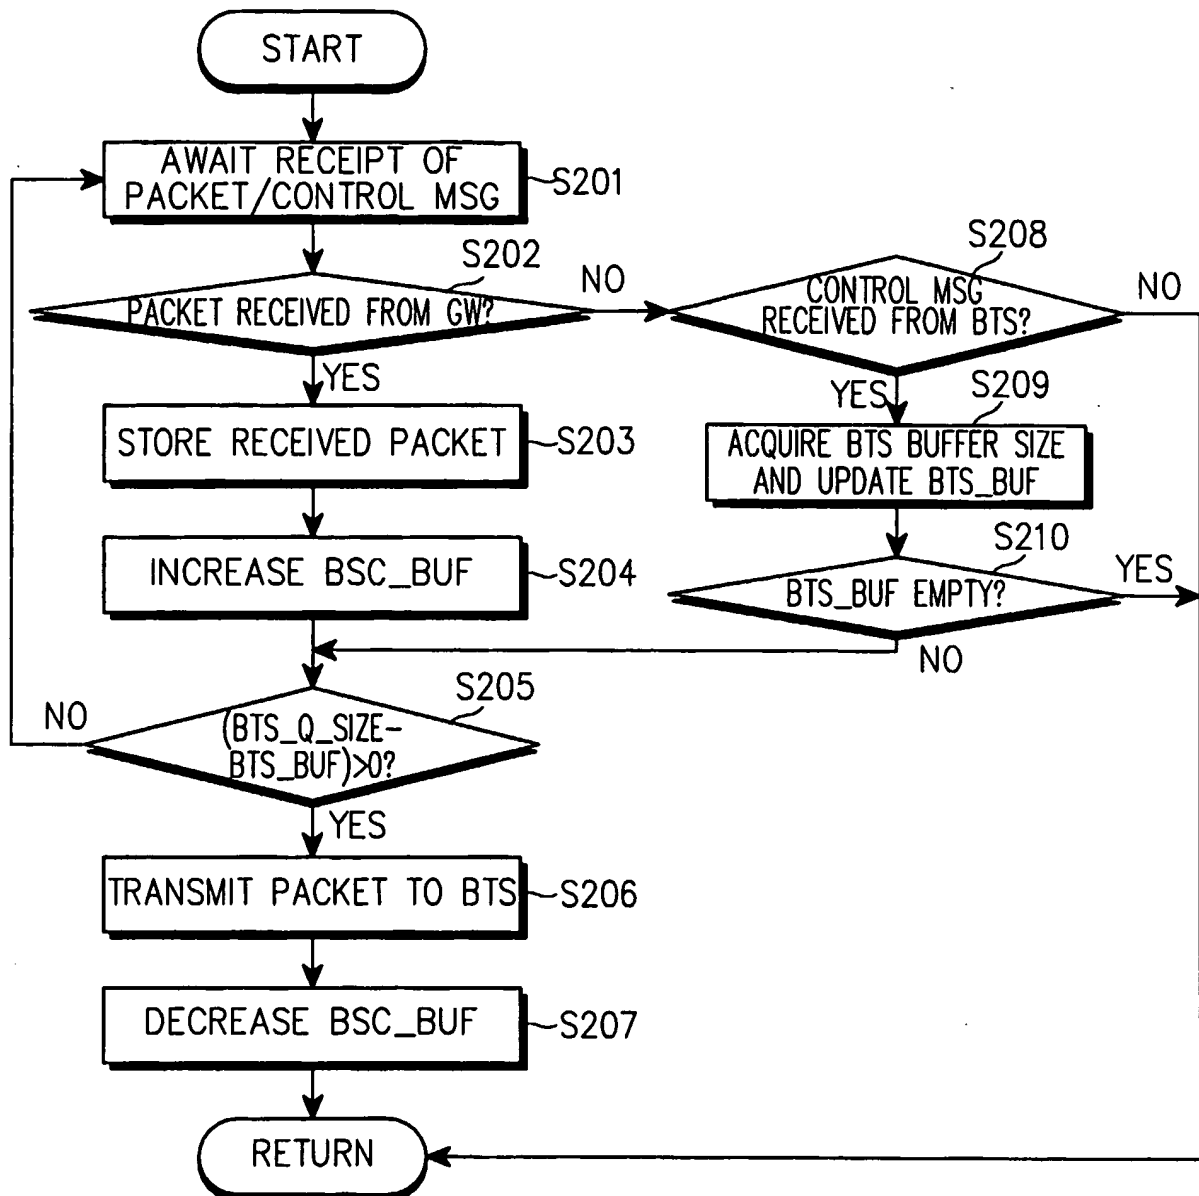 START
AWAIT RECEIPT OF
PACKET/CONTROL MSG
S201
S202
PACKET RECEIVED FROM GW?
NO
YES
S208
CONTROL MSG
RECEIVED FROM BTS?
NO
YES
STORE RECEIVED PACKET
S203
S209
ACQUIRE BTS BUFFER SIZE
AND UPDATE BTS_BUF
INCREASE BSC_BUF
S204
S210
BTS_BUF EMPTY?
YES
NO
S205
(BTS_Q_SIZE-
BTS_BUF)>0?
NO
YES
TRANSMIT PACKET TO BTS
S206
DECREASE BSC_BUF
S207
RETURN